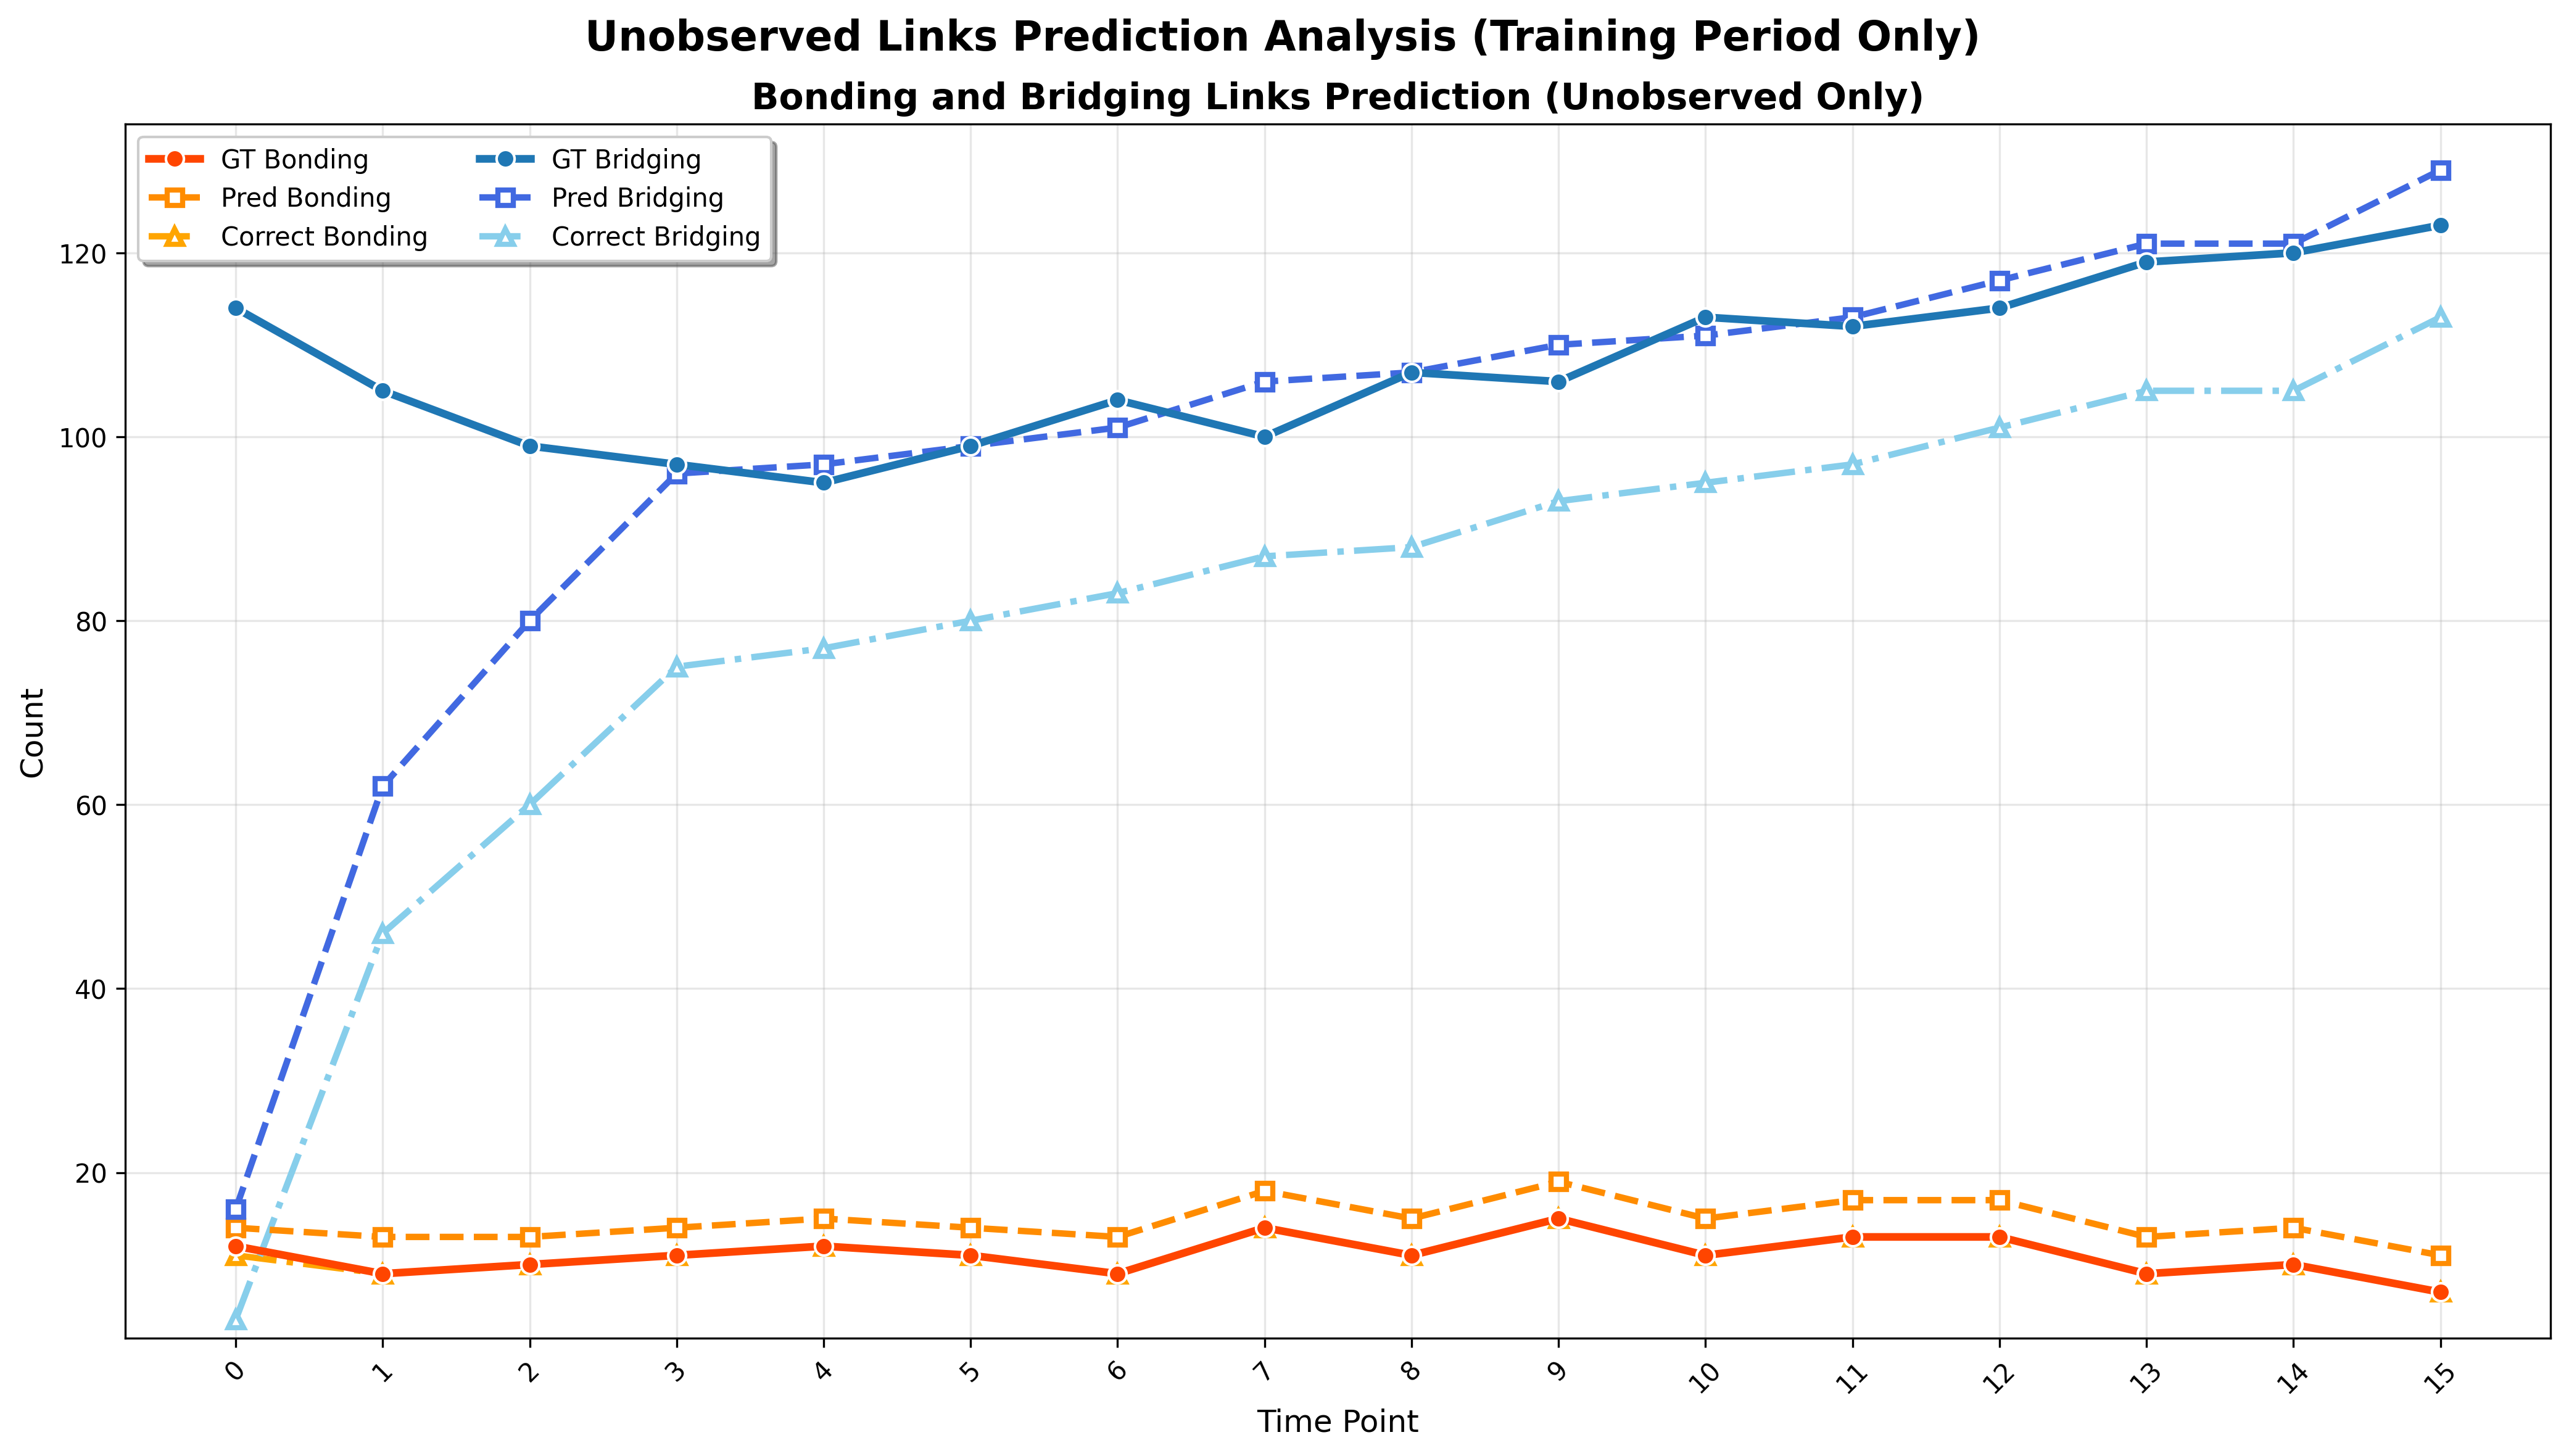 Unobserved Links Prediction Analysis (Training Period Only)
Bonding and Bridging Links Prediction (Unobserved Only)
GT Bonding
Pred Bonding
Correct Bonding
GT Bridging
Pred Bridging
Correct Bridging
120
100
80
60
40
20
Count
0 1 2 3 4 5 6 7 8 9 10 11 12 13 14 15
Time Point